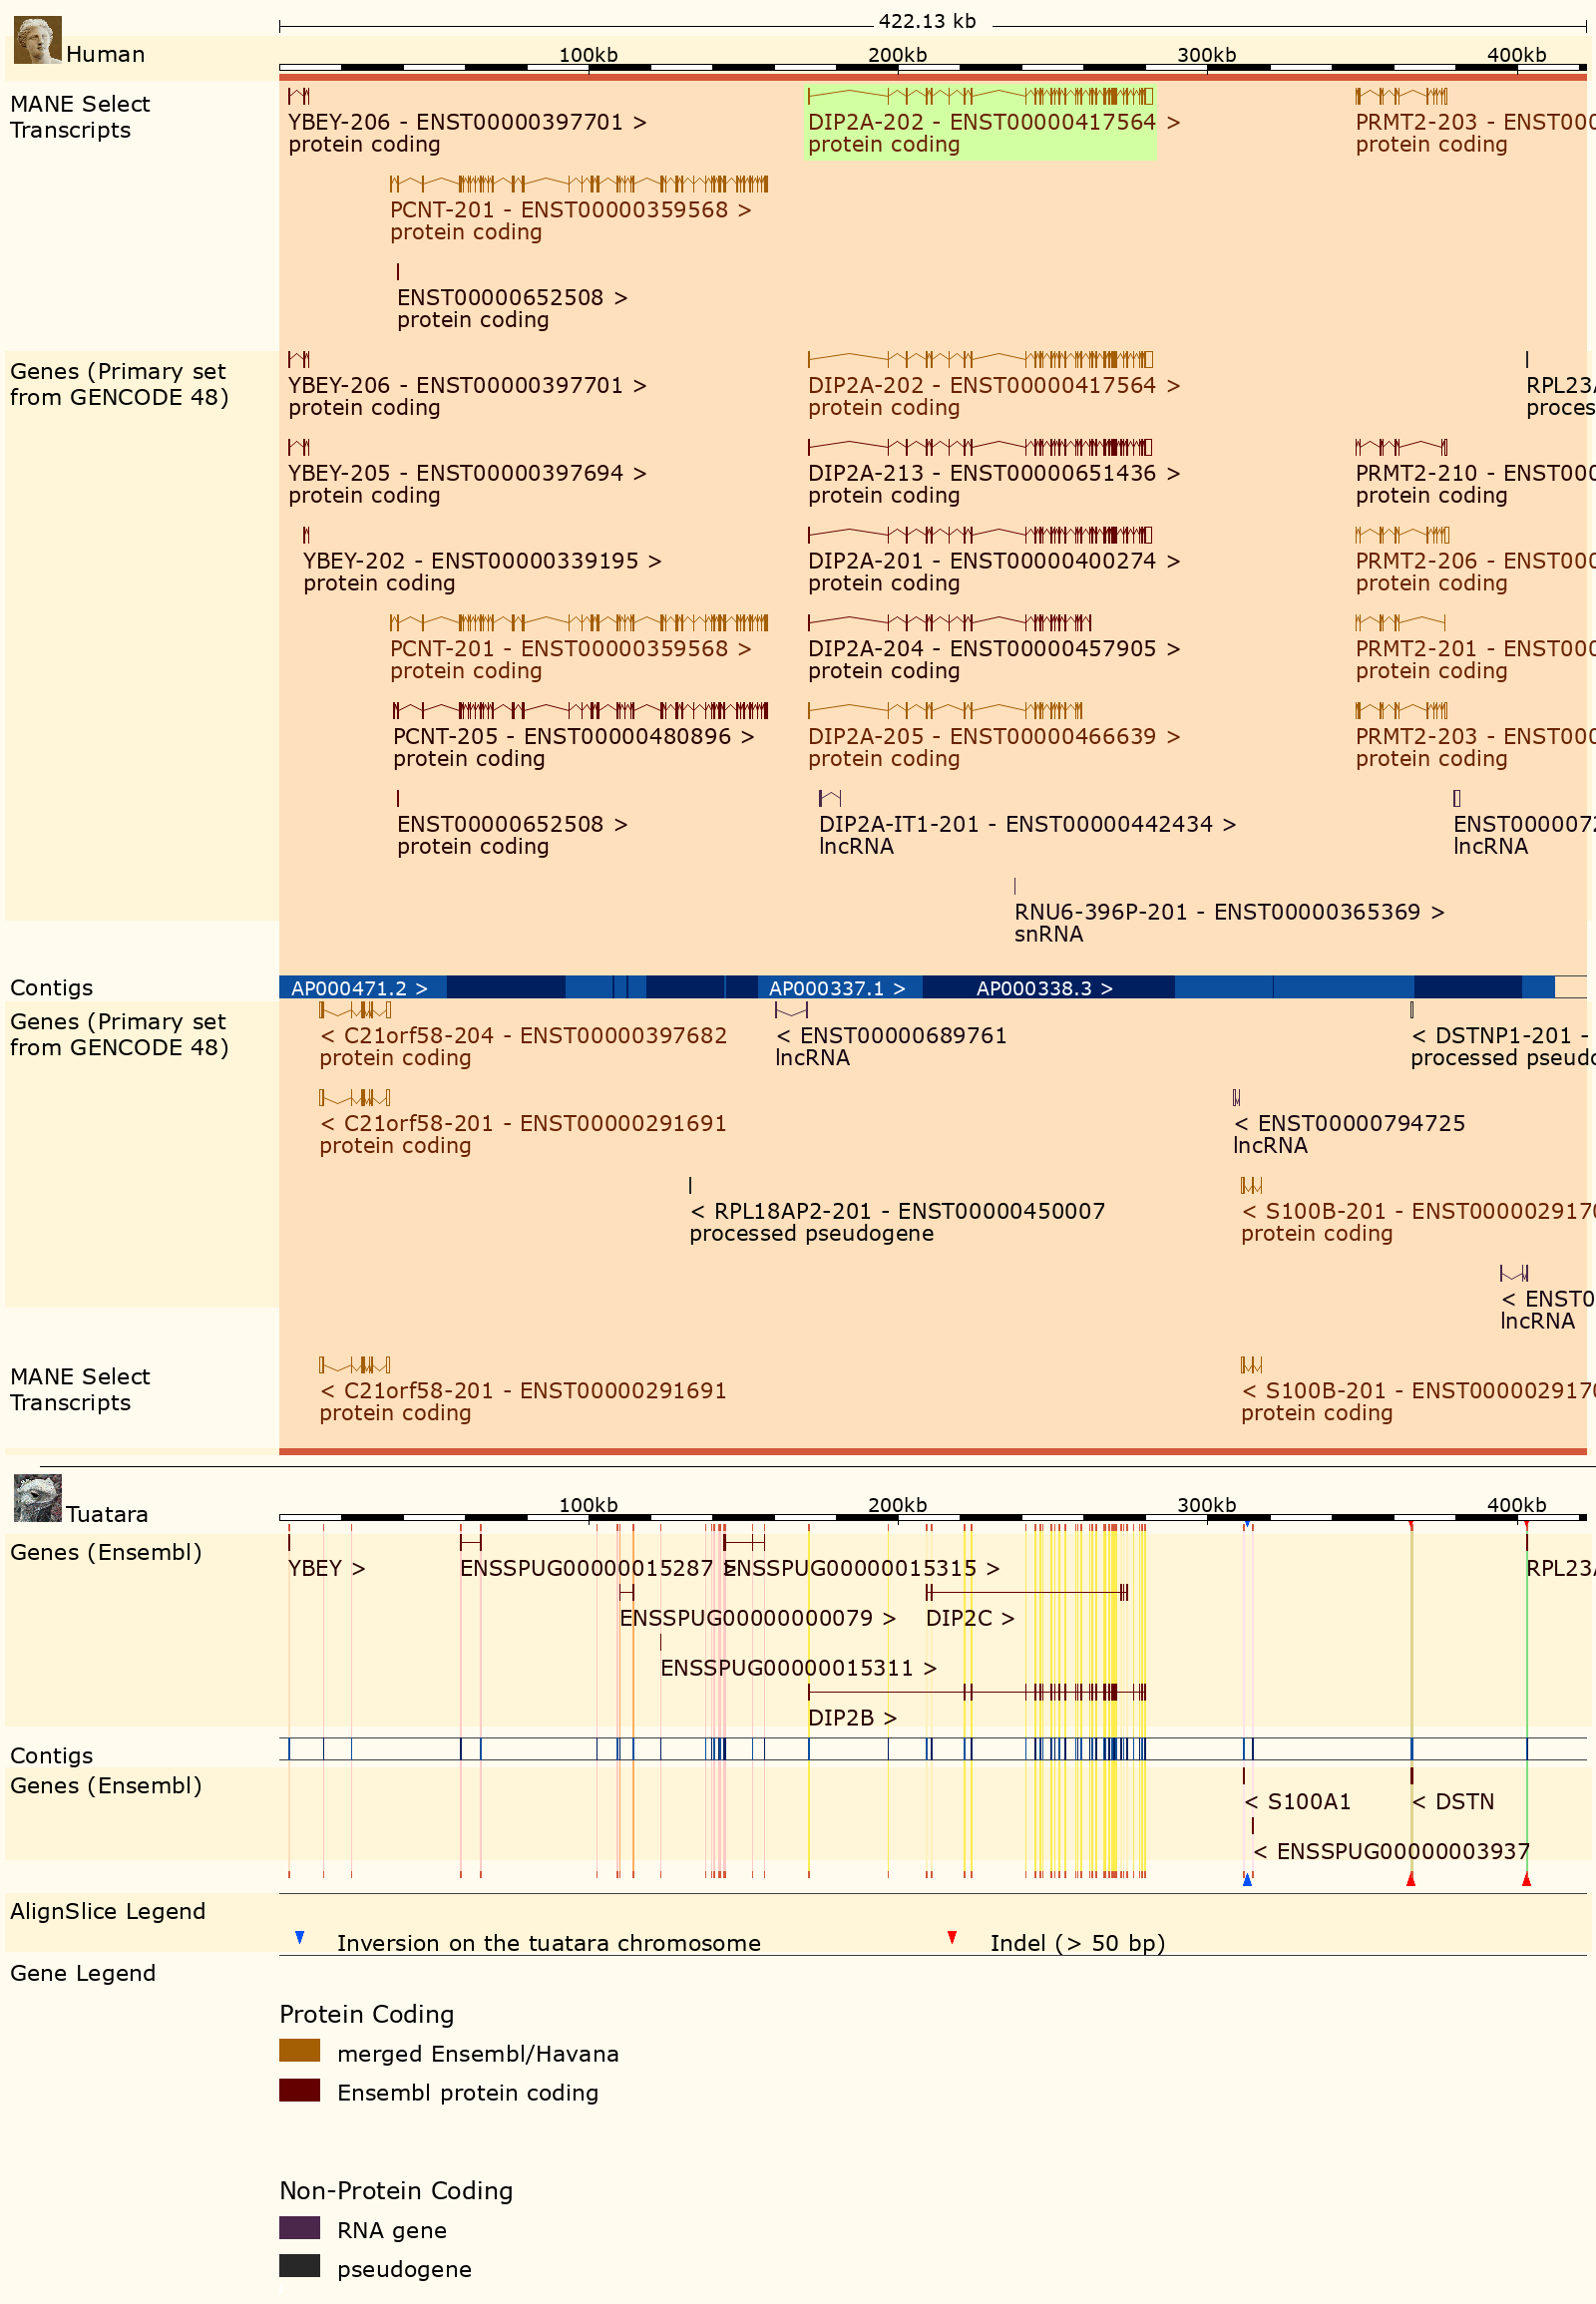 422.13 kb
Human
100kb 200kb 300kb 400kb
MANE Select
Transcripts
YBEY-206 - ENST00000397701 >
protein coding
DIP2A-202 - ENST00000417564 >
protein coding
PRMT2-203 - ENST000
protein coding
PCNT-201 - ENST00000359568 >
protein coding
ENST00000652508 >
protein coding
Genes (Primary set
from GENCODE 48)
YBEY-206 - ENST00000397701 >
protein coding
DIP2A-202 - ENST00000417564 >
protein coding
RPL23A
proces
YBEY-205 - ENST00000397694 >
protein coding
DIP2A-213 - ENST00000651436 >
protein coding
PRMT2-210 - ENST000
protein coding
YBEY-202 - ENST00000339195 >
protein coding
DIP2A-201 - ENST00000400274 >
protein coding
PRMT2-206 - ENST000
protein coding
PCNT-201 - ENST00000359568 >
protein coding
DIP2A-204 - ENST00000457905 >
protein coding
PRMT2-201 - ENST000
protein coding
PCNT-205 - ENST00000480896 >
protein coding
DIP2A-205 - ENST00000466639 >
protein coding
PRMT2-203 - ENST000
protein coding
ENST00000652508 >
protein coding
DIP2A-IT1-201 - ENST00000442434 >
lncRNA
ENST0000072
lncRNA
RNU6-396P-201 - ENST00000365369 >
snRNA
Contigs
AP000471.2 > AP000337.1 > AP000338.3 >
Genes (Primary set
from GENCODE 48)
< C21orf58-204 - ENST00000397682
protein coding
< ENST00000689761
lncRNA
< DSTNP1-201 -
processed pseudo
< C21orf58-201 - ENST00000291691
protein coding
< ENST00000794725
lncRNA
< RPL18AP2-201 - ENST00000450007
processed pseudogene
< S100B-201 - ENST0000029170
protein coding
< ENST0
lncRNA
MANE Select
Transcripts
< C21orf58-201 - ENST00000291691
protein coding
< S100B-201 - ENST0000029170
protein coding
Tuatara
100kb 200kb 300kb 400kb
Genes (Ensembl)
YBEY >
ENSSPUG00000015287 >
ENSSPUG00000015315 >
RPL23A
ENSSPUG00000000079 >
DIP2C >
ENSSPUG00000015311 >
DIP2B >
Contigs
Genes (Ensembl)
< S100A1
< DSTN
< ENSSPUG00000003937
AlignSlice Legend
Inversion on the tuatara chromosome
Indel (> 50 bp)
Gene Legend
Protein Coding
merged Ensembl/Havana
Ensembl protein coding
Non-Protein Coding
RNA gene
pseudogene